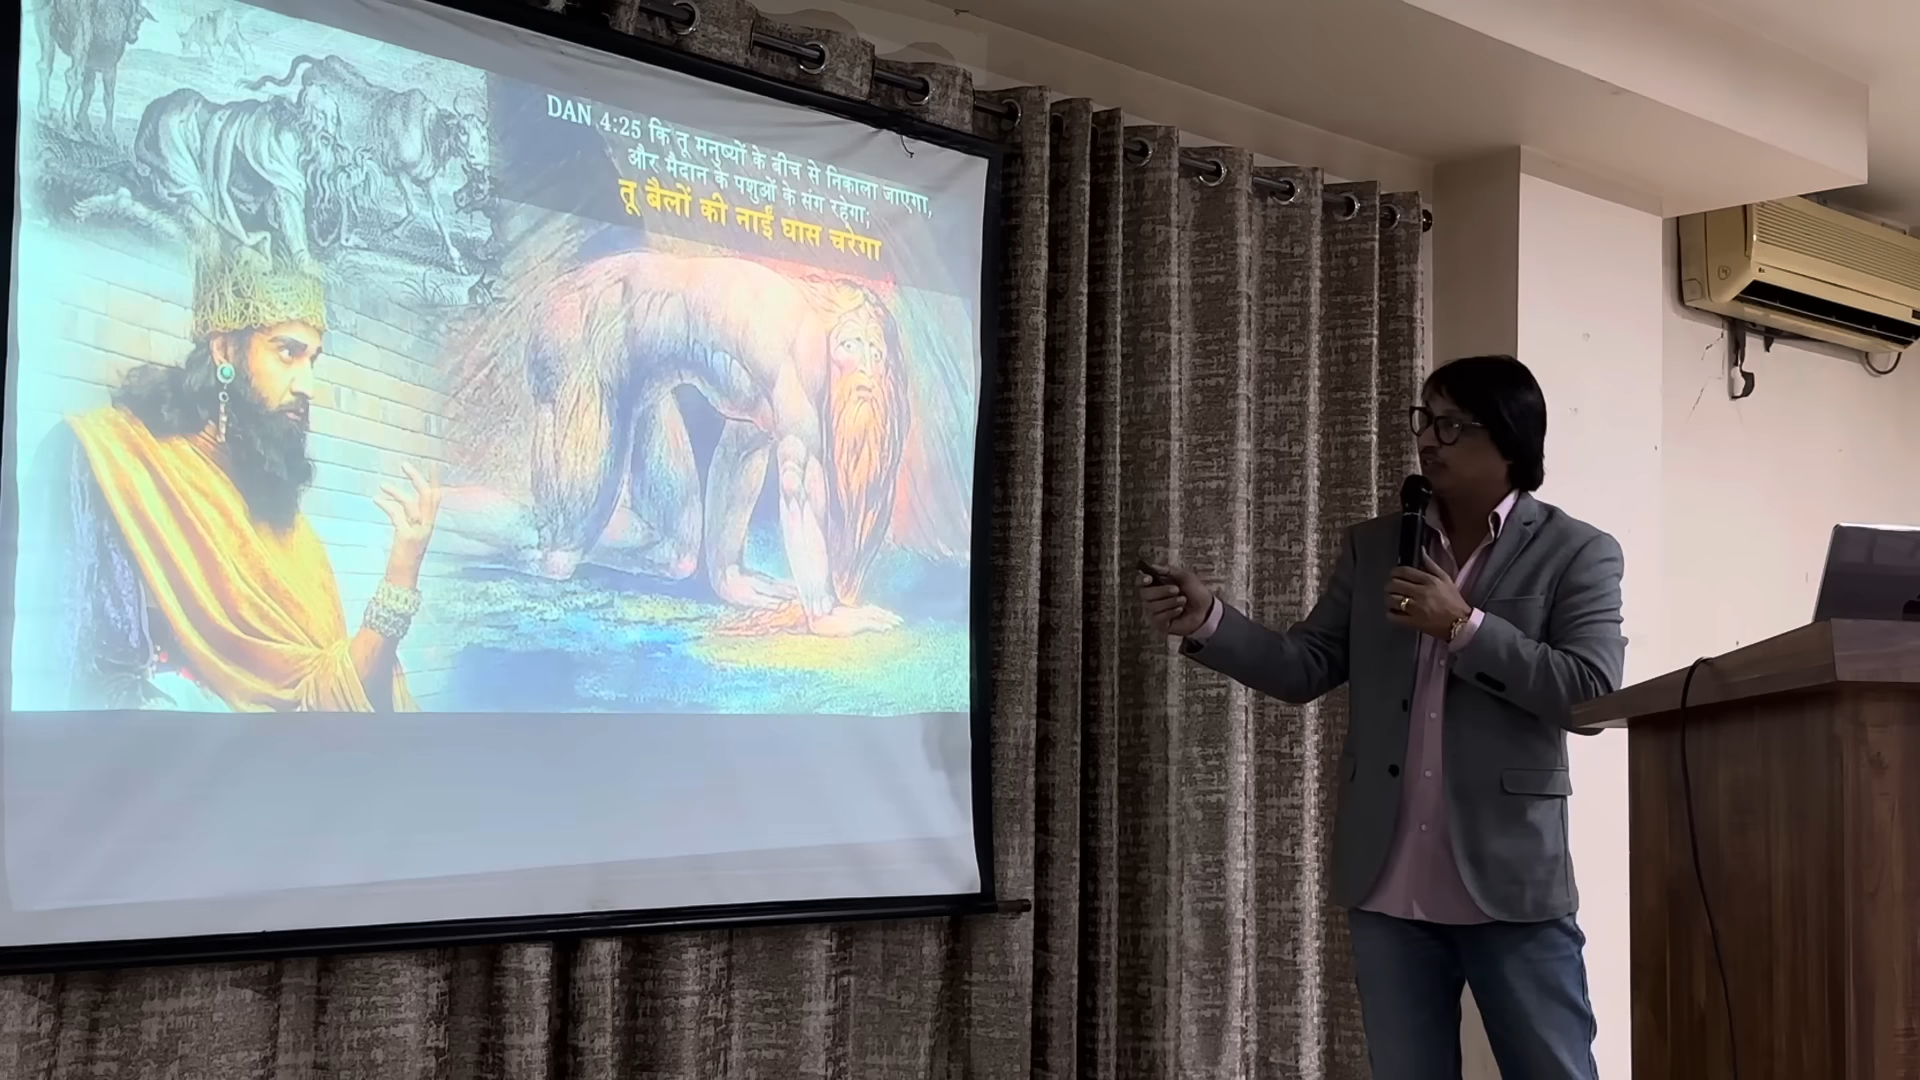 DAN 4:25 कि तू मनुष्यों के बीच से निकाला जाएगा,
और मैदान के पशुओं के संग रहेगा;
तू बैलों की नाईं घास चरेगा